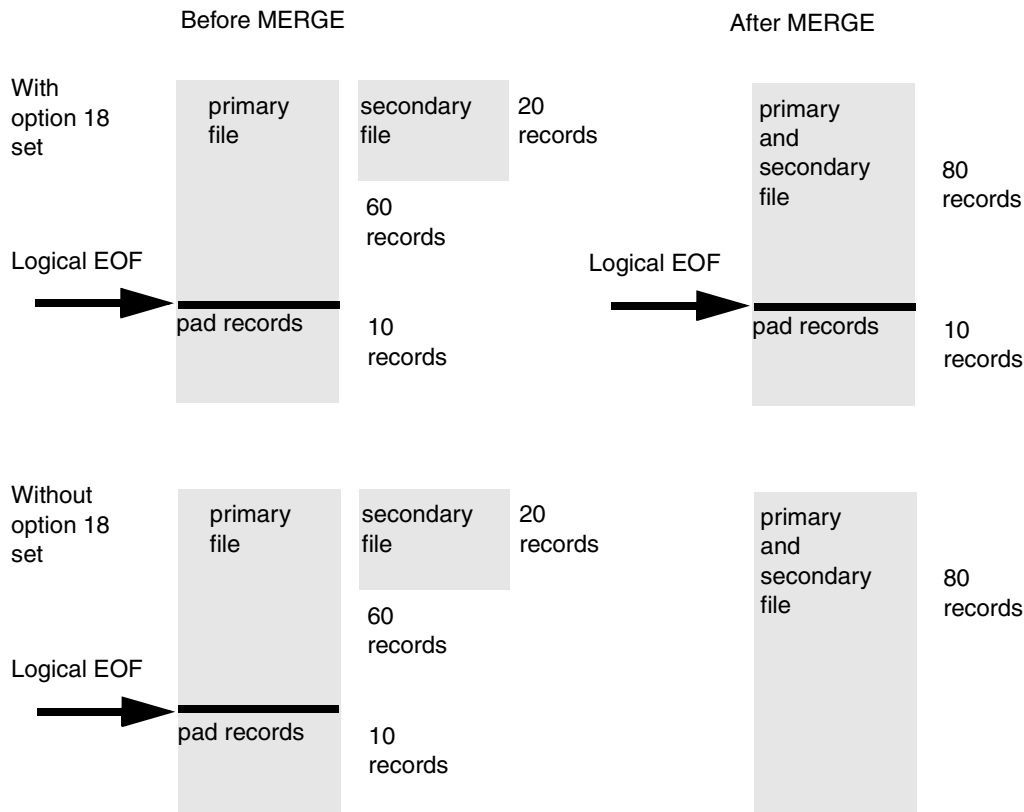 Before MERGE
After MERGE
With
option 18
set
primary
file
secondary
file
20
records
60
records
Logical EOF
pad records
10
records
primary
and
secondary
file
80
records
Logical EOF
pad records
10
records
Without
option 18
set
primary
file
secondary
file
20
records
60
records
Logical EOF
pad records
10
records
primary
and
secondary
file
80
records